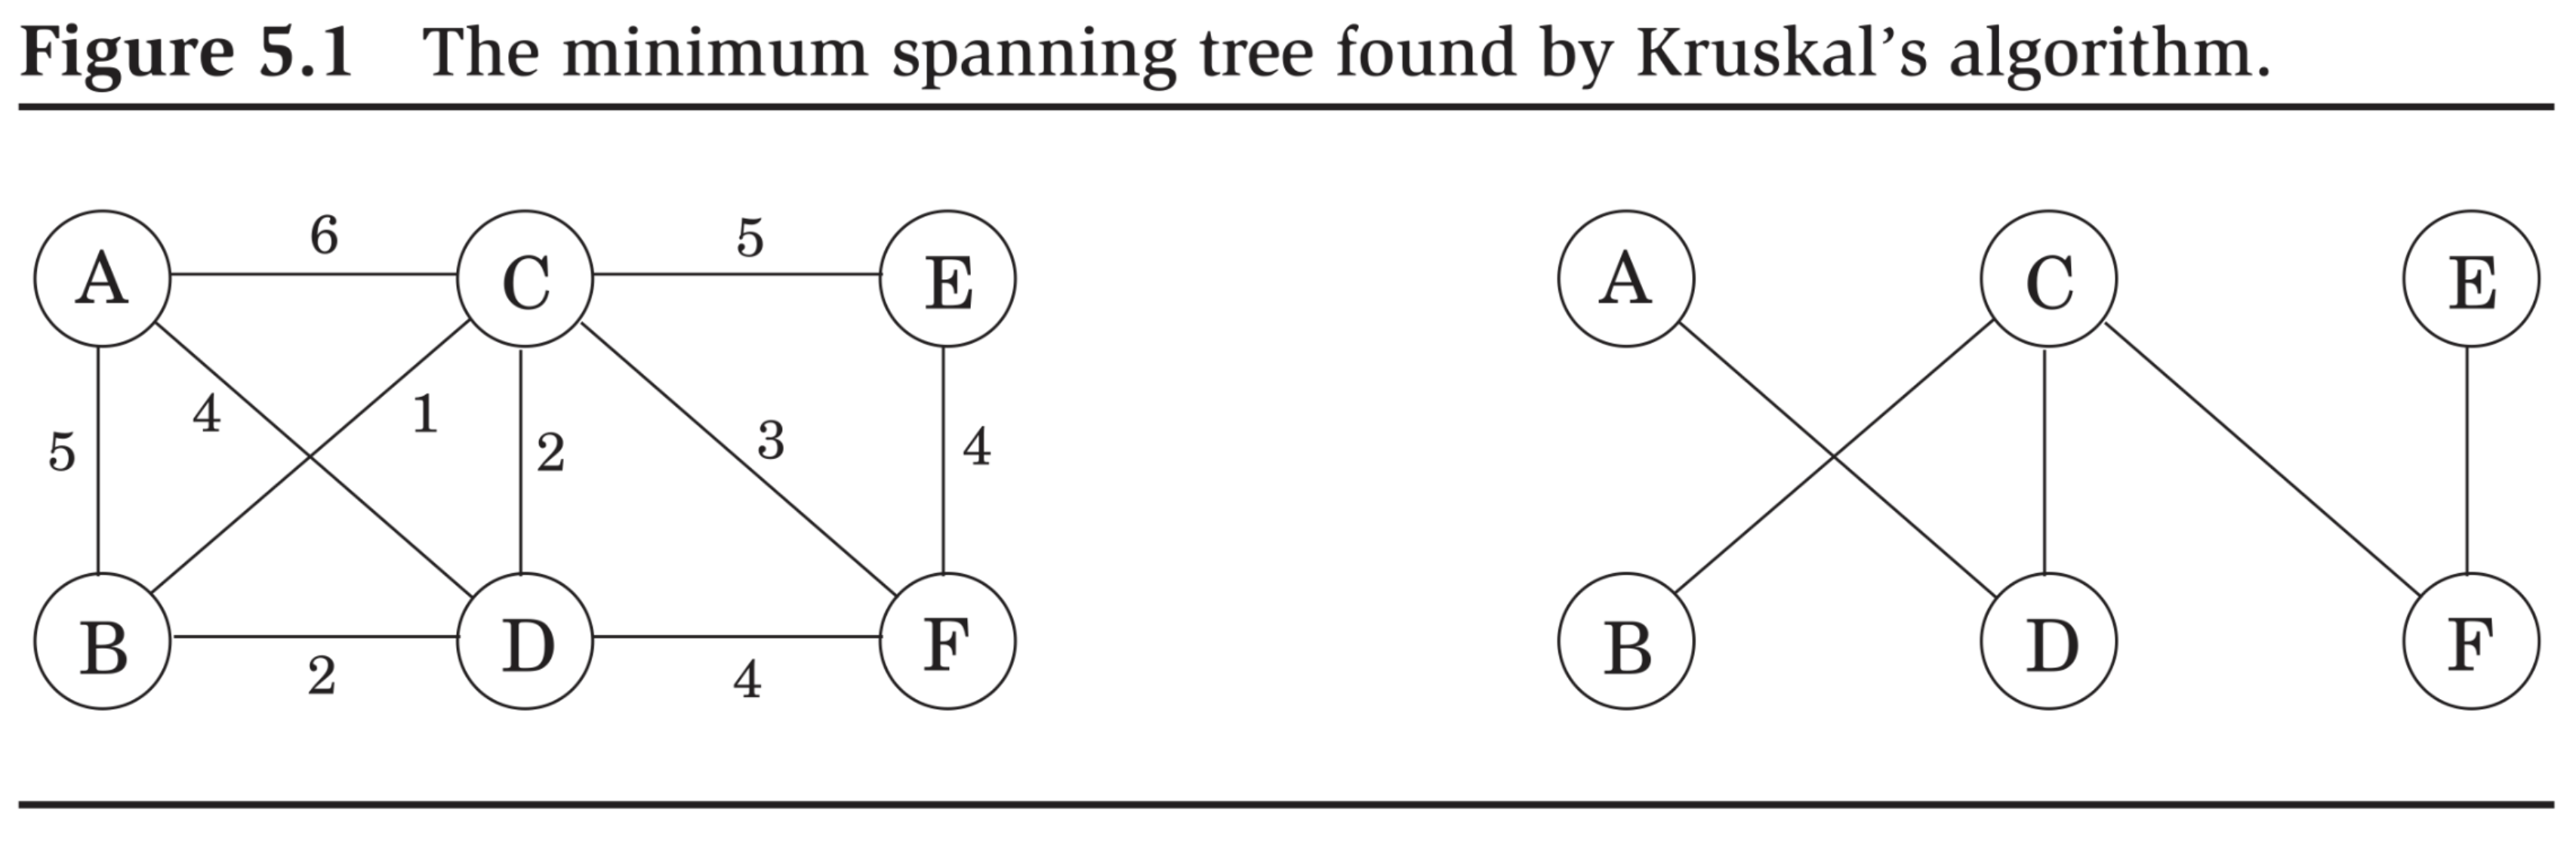 Figure 5.1 The minimum spanning tree found by Kruskal’s algorithm.
6 5
A C E A C E
4 1
5 2 3 4
B D F B D F
2 4